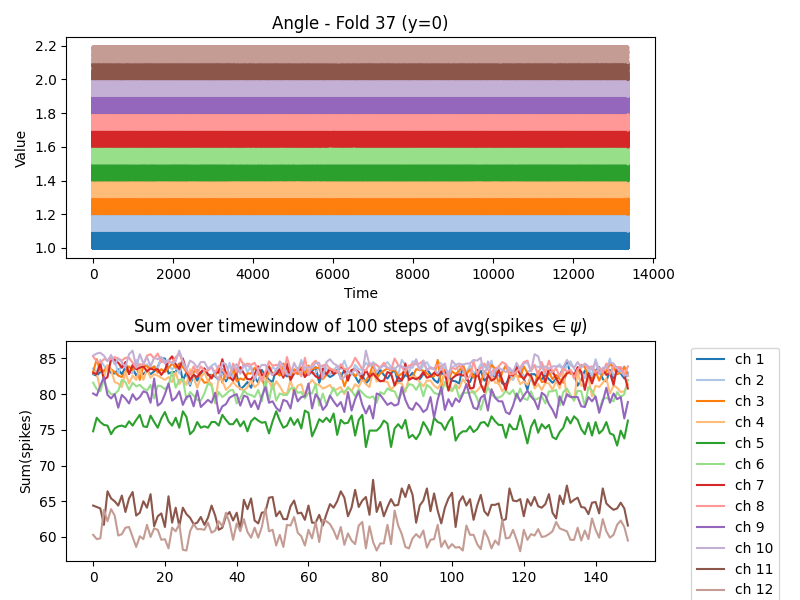 Angle - Fold 37 (y=0)
Value
2.2
2.0
1.8
1.6
1.4
1.2
1.0
0 2000 4000 6000 8000 10000 12000 14000
Time
Sum over timewindow of 100 steps of avg(spikes ∈ ψ)
Sum(spikes)
85
80
75
70
65
60
0 20 40 60 80 100 120 140
ch 1
ch 2
ch 3
ch 4
ch 5
ch 6
ch 7
ch 8
ch 9
ch 10
ch 11
ch 12